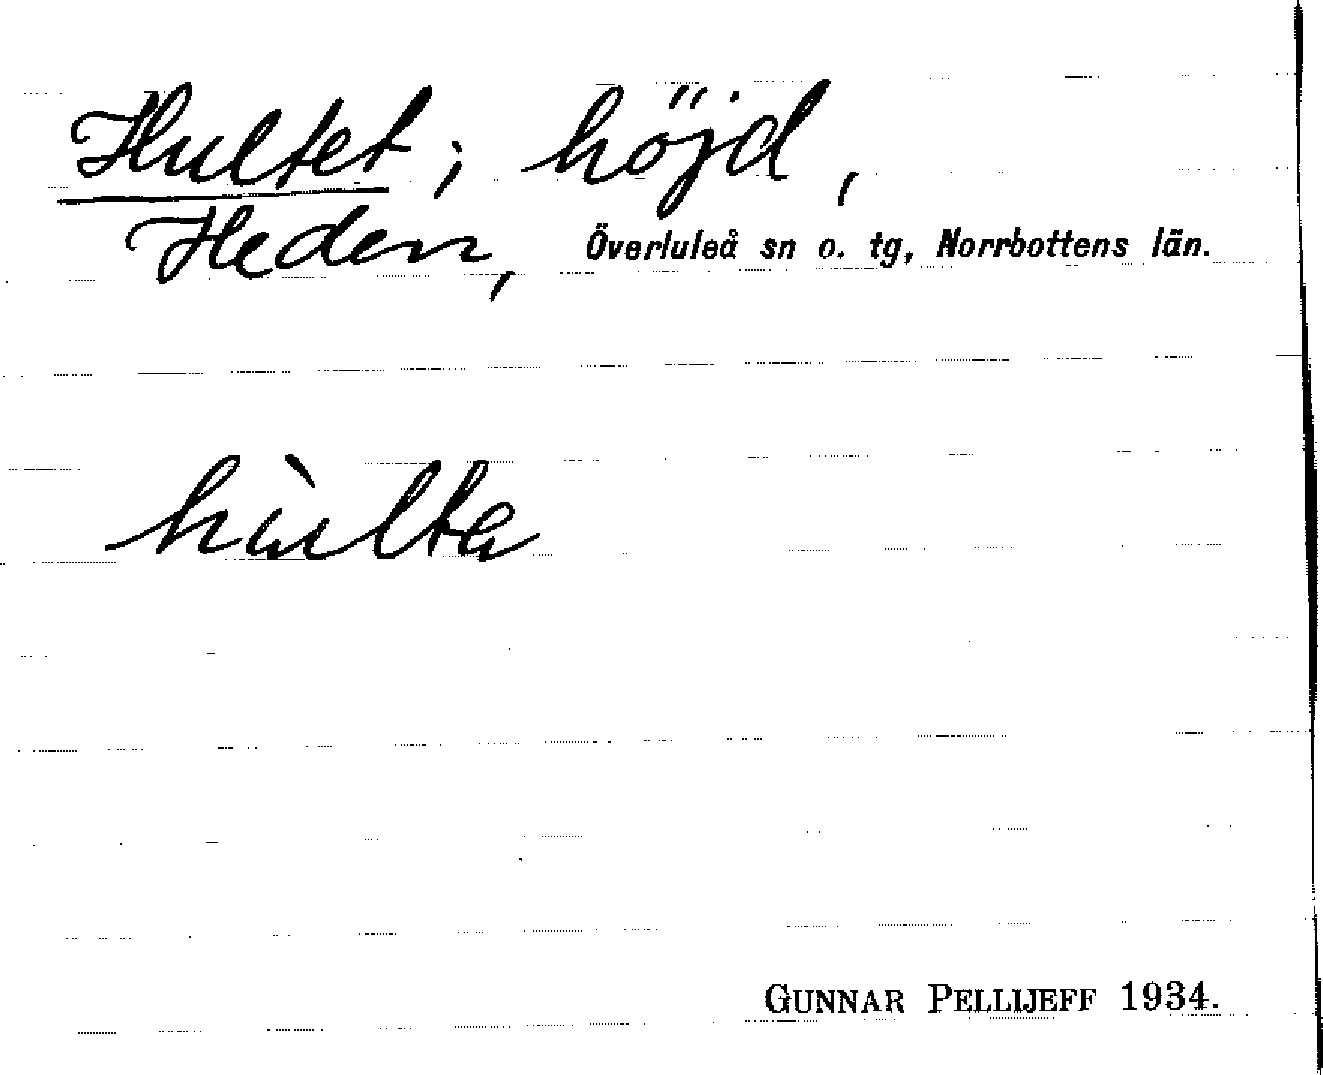 Hultet; höjd,
Heden, Överluleå sn o. tg, Norrbottens län.
hùlta
GUNNAR PELLIJEFF 1934.